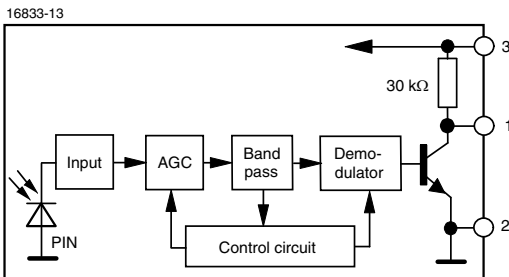 16833-13
3
30 kΩ
1
Input
AGC
Band
pass
Demo-
dulator
2
PIN
Control circuit